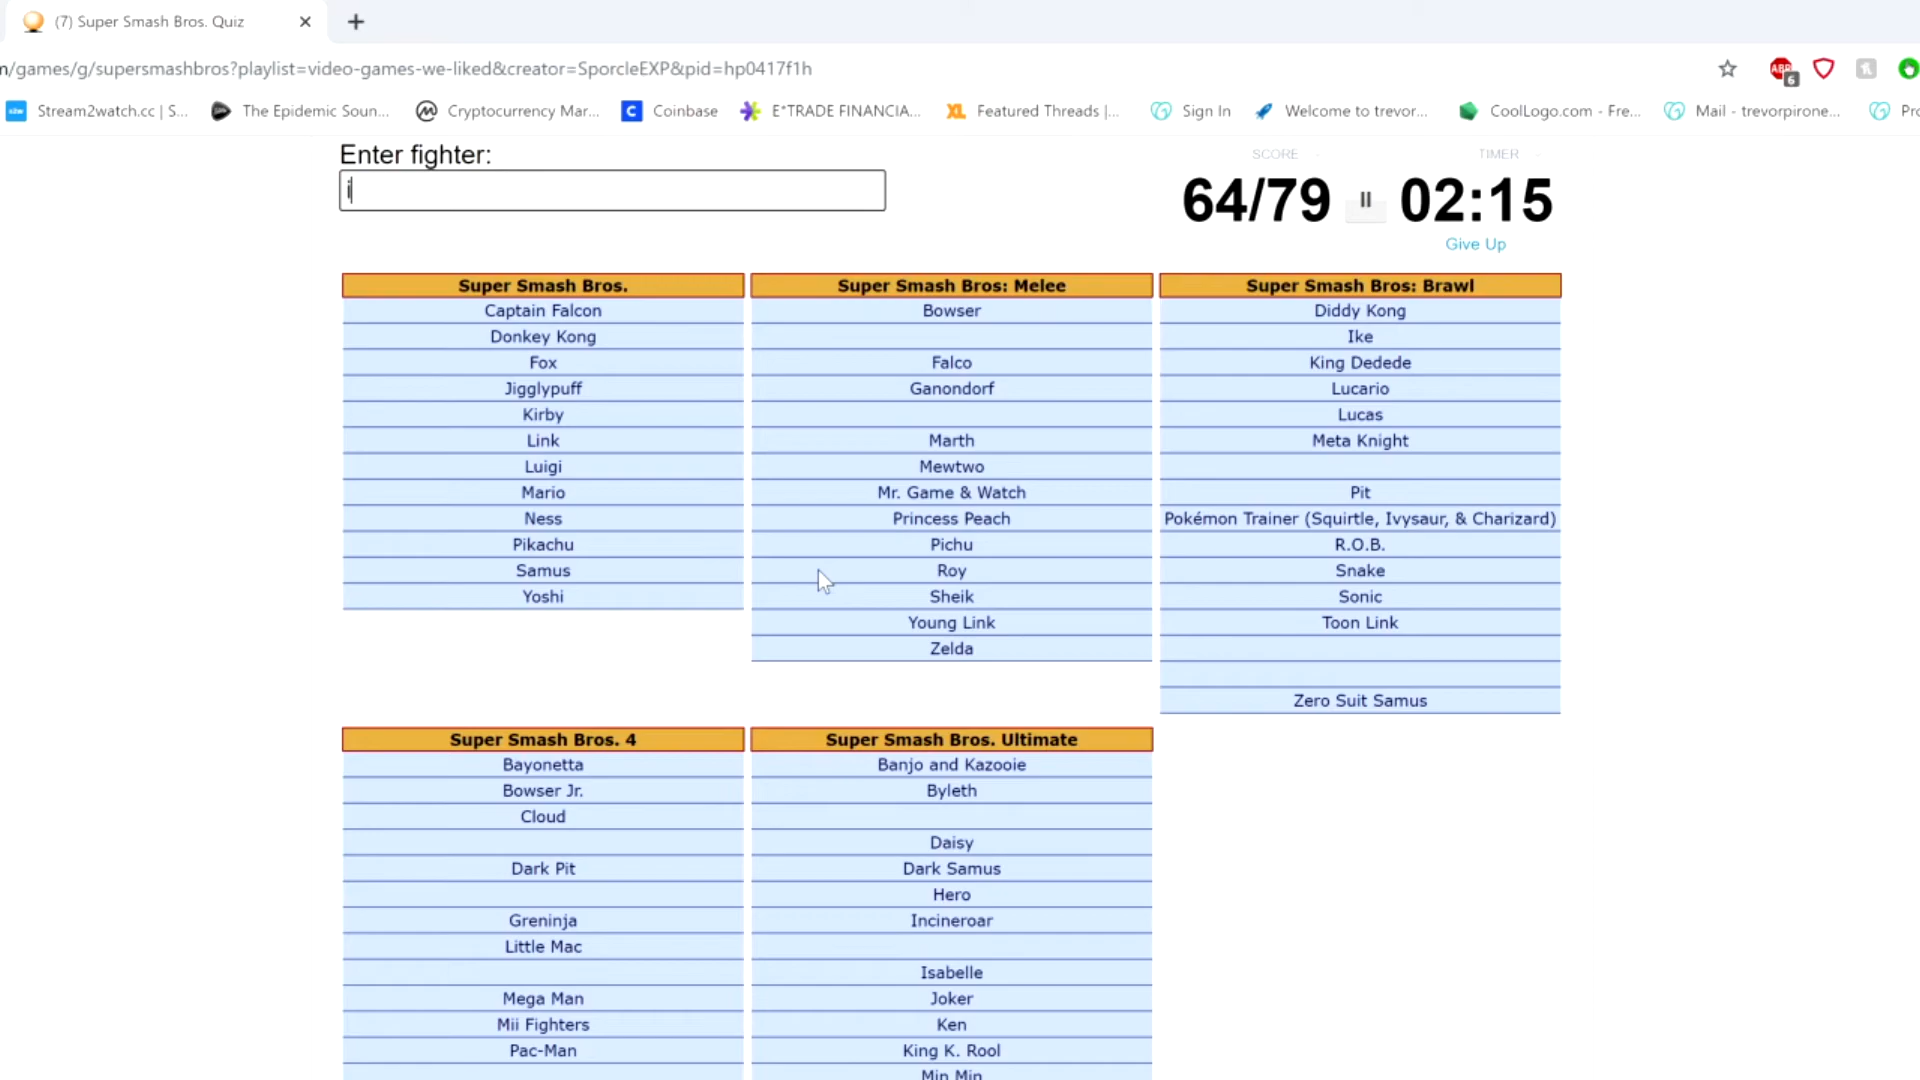 (7) Super Smash Bros. Quiz
m/games/g/supersmashbros?playlist=video-games-we-liked&creator=SporcleEXP&pid=hp0417f1h
ABP 6
Stream2watch.cc | S... The Epidemic Soun... Cryptocurrency Mar... Coinbase E*TRADE FINANCIA... XL Featured Threads |... Sign In Welcome to trevor... CoolLogo.com - Fre... Mail - trevorpirone... Pro
Enter fighter:
i
SCORE TIMER
64/79 02:15
Give Up
Super Smash Bros.
Captain Falcon
Donkey Kong
Fox
Jigglypuff
Kirby
Link
Luigi
Mario
Ness
Pikachu
Samus
Yoshi
Super Smash Bros: Melee
Bowser
Falco
Ganondorf
Marth
Mewtwo
Mr. Game & Watch
Princess Peach
Pichu
Roy
Sheik
Young Link
Zelda
Super Smash Bros: Brawl
Diddy Kong
Ike
King Dedede
Lucario
Lucas
Meta Knight
Pit
Pokémon Trainer (Squirtle, Ivysaur, & Charizard)
R.O.B.
Snake
Sonic
Toon Link
Zero Suit Samus
Super Smash Bros. 4
Bayonetta
Bowser Jr.
Cloud
Dark Pit
Greninja
Little Mac
Mega Man
Mii Fighters
Pac-Man
Super Smash Bros. Ultimate
Banjo and Kazooie
Byleth
Daisy
Dark Samus
Hero
Incineroar
Isabelle
Joker
Ken
King K. Rool
Min Min